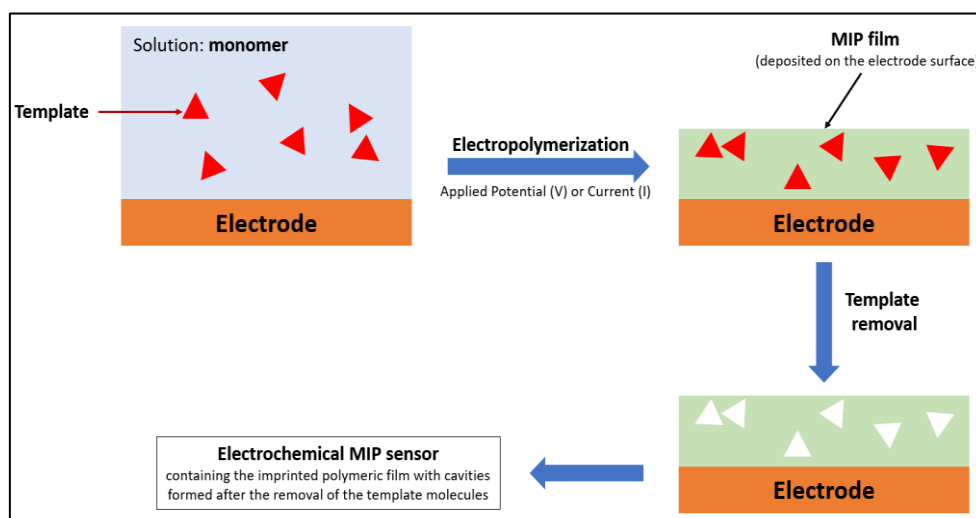 Solution: monomer
Template
Electrode
Electropolymerization
Applied Potential (V) or Current (I)
MIP film
(deposited on the electrode surface)
Electrode
Template
removal
Electrode
Electrochemical MIP sensor
containing the imprinted polymeric film with cavities
formed after the removal of the template molecules